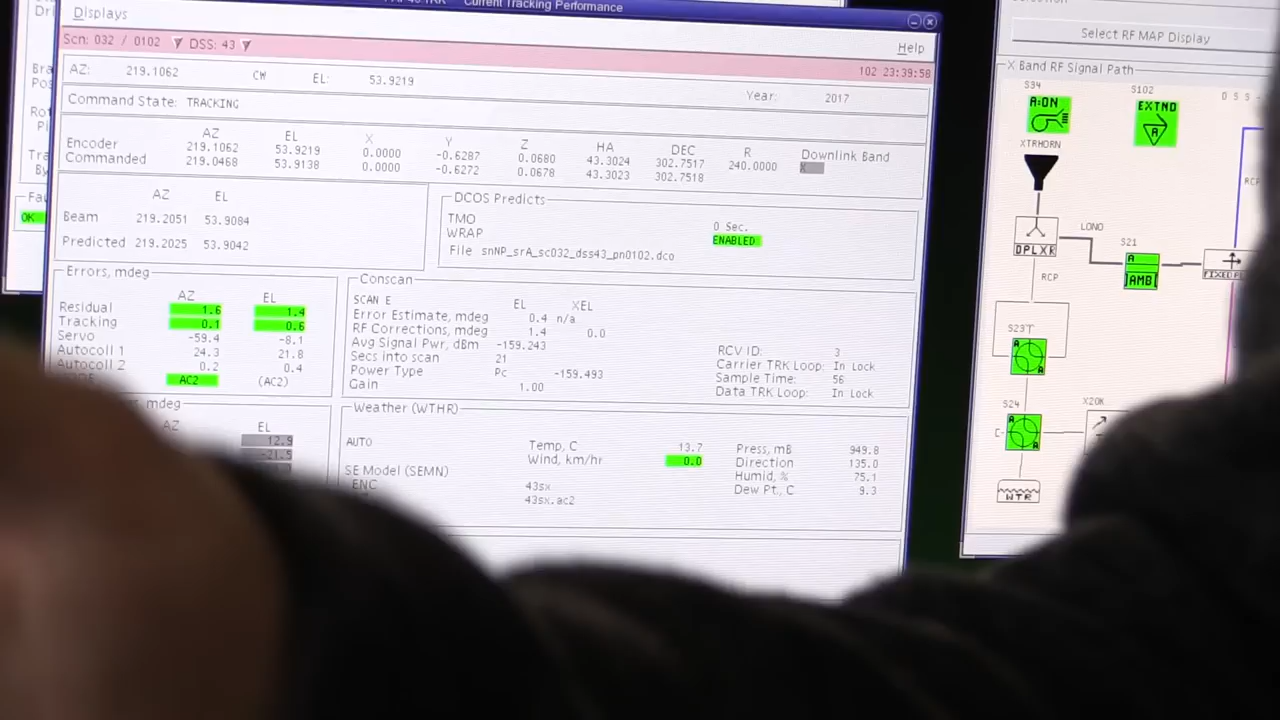 Current Tracking Performance
Displays
Help
Scn: 032 / 0102 DSS: 43
102 23:39:58
AZ: 219.1062 CW EL: 53.9219 Year: 2017
Command State: TRACKING
AZ EL X Y Z HA DEC R Downlink Band
Encoder 219.1062 53.9219 0.0000 -0.6287 0.0680 43.3024 302.7517 240.0000 X
Commanded 219.0468 53.9138 0.0000 -0.6272 0.0678 43.3023 302.7518
AZ EL
Beam 219.2051 53.9084
Predicted 219.2025 53.9042
DCOS Predicts
TMO 0 Sec.
WRAP ENABLED
File snNP_srA_sc032_dss43_pn0102.dco
Errors, mdeg
AZ EL
Residual 1.6 1.4
Tracking 0.1 0.6
Servo -59.4 -8.1
Autocoll 1 24.3 21.8
Autocoll 2 0.2 0.4
AC2 (AC2)
mdeg
AZ EL
12.9
-21.5
Conscan
SCAN E EL XEL
Error Estimate, mdeg 0.4 n/a
RF Corrections, mdeg 1.4 0.0
Avg Signal Pwr, dBm -159.243
Secs into scan 21
Power Type Pc -159.493
Gain 1.00
RCV ID: 3
Carrier TRK Loop: In Lock
Sample Time: 56
Data TRK Loop: In Lock
Weather (WTHR)
AUTO
Temp, C 13.7
Wind, km/hr 0.0
Press, mB 949.8
Direction 135.0
Humid, % 75.1
Dew Pt., C 9.3
SE Model (SEMN)
ENC 43sx
43sx.ac2
OK
Select RF MAP Display
X Band RF Signal Path
S94 S102 D S S -
A:ON EXTND
A
XTRHORN
RCP
LONO
S21
DPLXR
A
AMB
RCP
S23T
A
A
S24
X20K
A
A
WTR